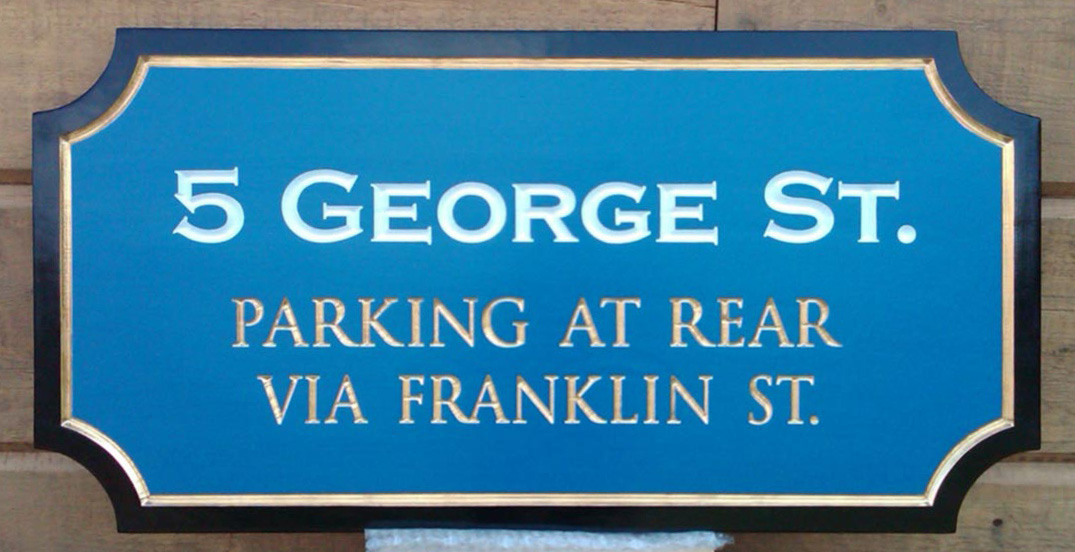 5 GEORGE ST.
PARKING AT REAR
VIA FRANKLIN ST.